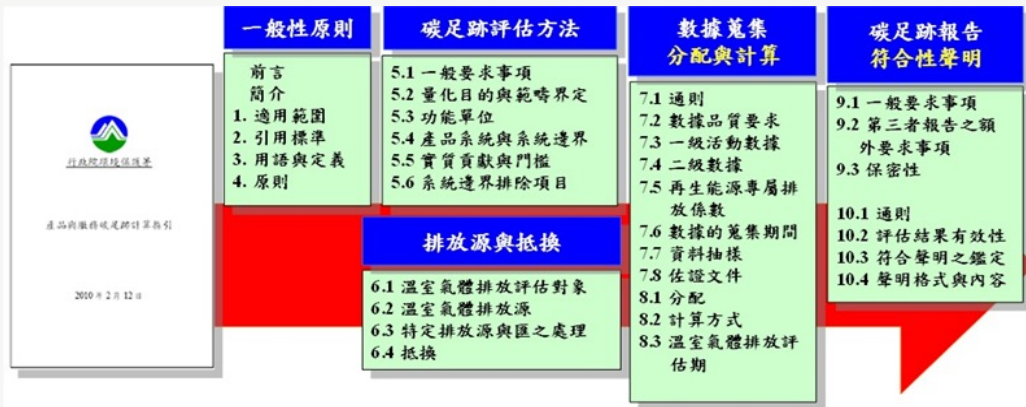 行政院環境保護署
產品與服務碳足跡計算指引
2010 年 2 月 12 日
一般性原則
前言
簡介
1. 適用範圍
2. 引用標準
3. 用語與定義
4. 原則
碳足跡評估方法
5.1 一般要求事項
5.2 量化目的與範疇界定
5.3 功能單位
5.4 產品系統與系統邊界
5.5 實質貢獻與門檻
5.6 系統邊界排除項目
排放源與抵換
6.1 溫室氣體排放評估對象
6.2 溫室氣體排放源
6.3 特定排放源與匯之處理
6.4 抵換
數據蒐集
分配與計算
7.1 通則
7.2 數據品質要求
7.3 一級活動數據
7.4 二級數據
7.5 再生能源專屬排
放係數
7.6 數據的蒐集期間
7.7 資料抽樣
7.8 佐證文件
8.1 分配
8.2 計算方式
8.3 溫室氣體排放評
估期
碳足跡報告
符合性聲明
9.1 一般要求事項
9.2 第三者報告之額
外要求事項
9.3 保密性
10.1 通則
10.2 評估結果有效性
10.3 符合聲明之鑑定
10.4 聲明格式與內容